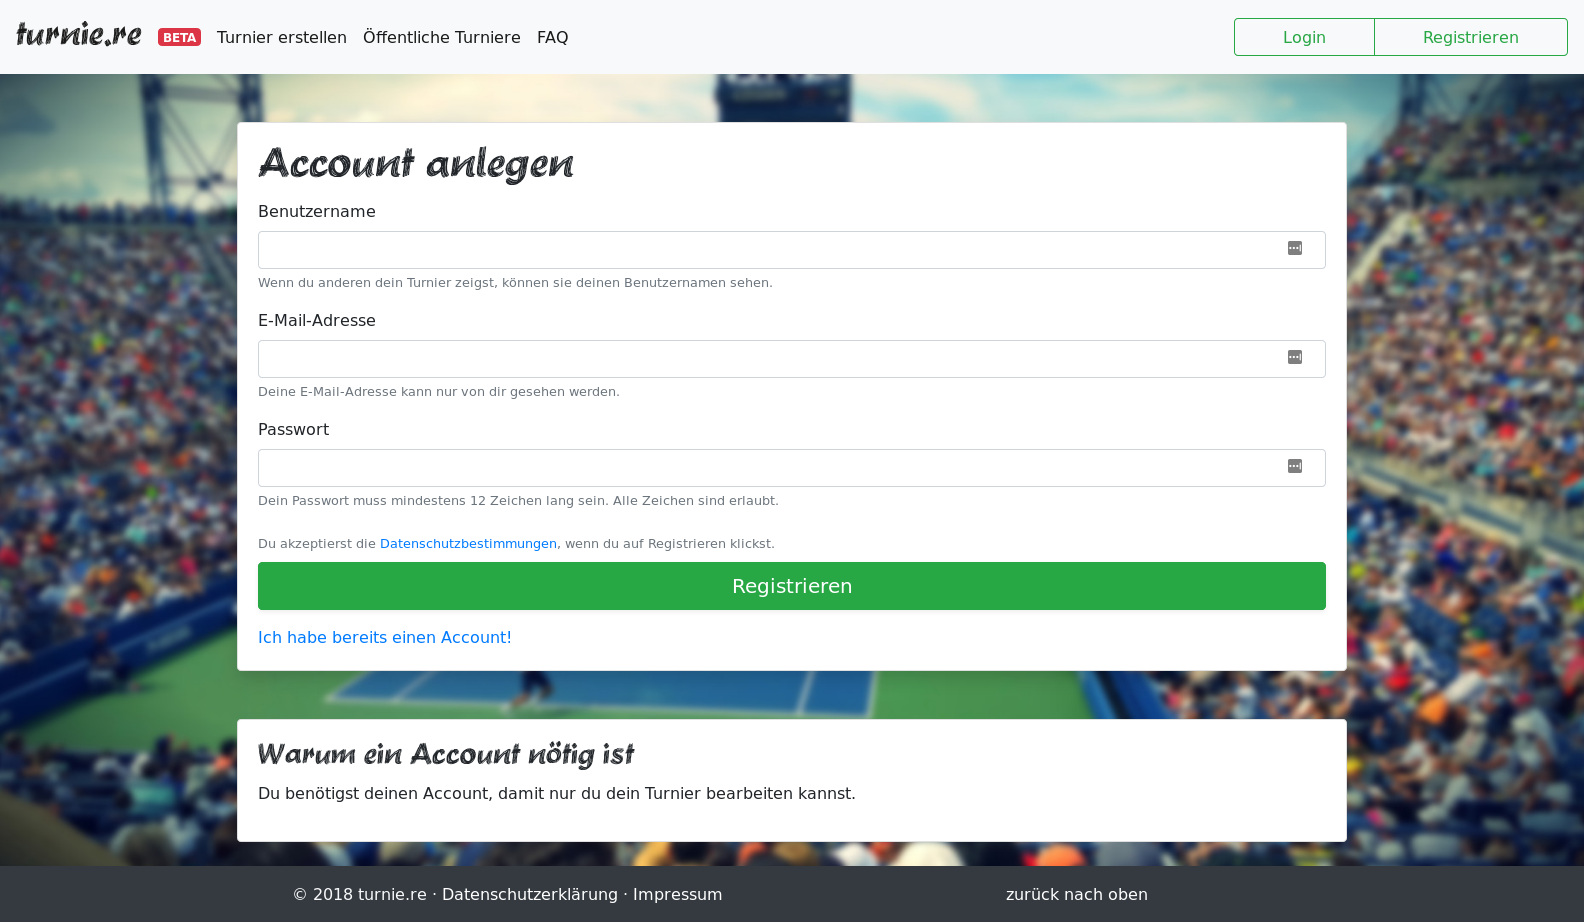 turnie.re BETA Turnier erstellen Öffentliche Turniere FAQ Login Registrieren
Account anlegen
Benutzername
Wenn du anderen dein Turnier zeigst, können sie deinen Benutzernamen sehen.
E-Mail-Adresse
Deine E-Mail-Adresse kann nur von dir gesehen werden.
Passwort
Dein Passwort muss mindestens 12 Zeichen lang sein. Alle Zeichen sind erlaubt.
Du akzeptierst die Datenschutzbestimmungen, wenn du auf Registrieren klickst.
Registrieren
Ich habe bereits einen Account!
Warum ein Account nötig ist
Du benötigst deinen Account, damit nur du dein Turnier bearbeiten kannst.
© 2018 turnie.re · Datenschutzerklärung · Impressum zurück nach oben